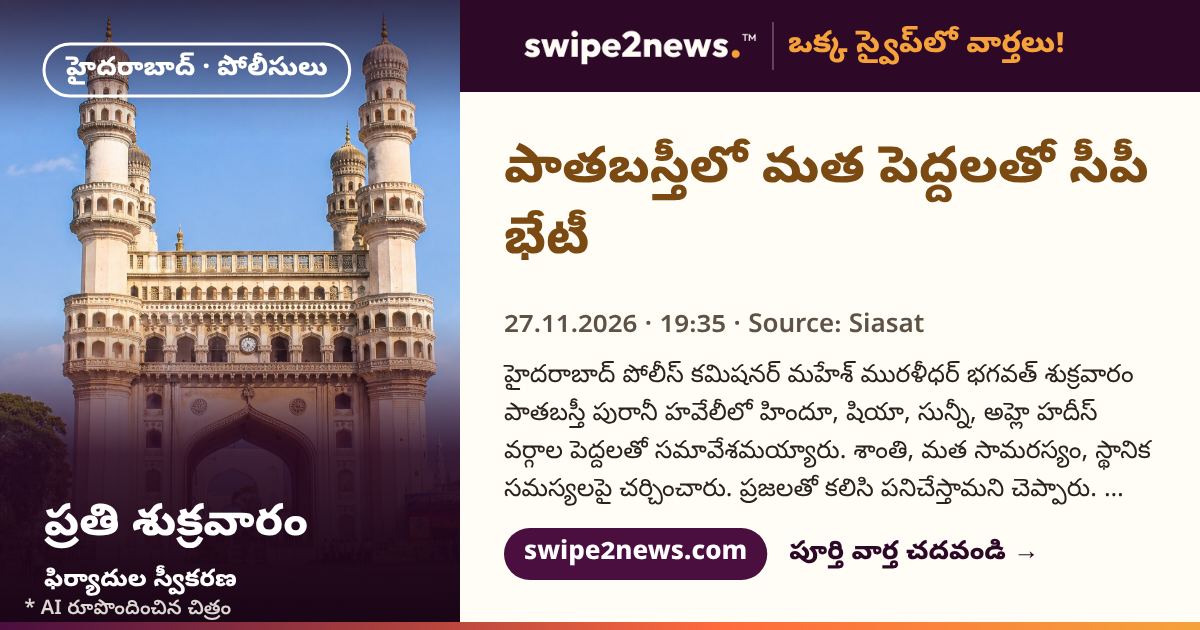 హైదరాబాద్ · పోలీసులు
ప్రతి శుక్రవారం
ఫిర్యాదుల స్వీకరణ
* AI రూపొందించిన చిత్రం
swipe2news.™ ఒక్క స్వైప్‌లో వార్తలు!
పాతబస్తీలో మత పెద్దలతో సీపీ
భేటీ
27.11.2026 · 19:35 · Source: Siasat
హైదరాబాద్ పోలీస్ కమిషనర్ మహేశ్ మురళీధర్ భగవత్ శుక్రవారం
పాతబస్తీ పురానీ హవేలీలో హిందూ, షియా, సున్నీ, అహ్లె హదీస్
వర్గాల పెద్దలతో సమావేశమయ్యారు. శాంతి, మత సామరస్యం, స్థానిక
సమస్యలపై చర్చించారు. ప్రజలతో కలిసి పనిచేస్తామని చెప్పారు. ...
swipe2news.com పూర్తి వార్త చదవండి →